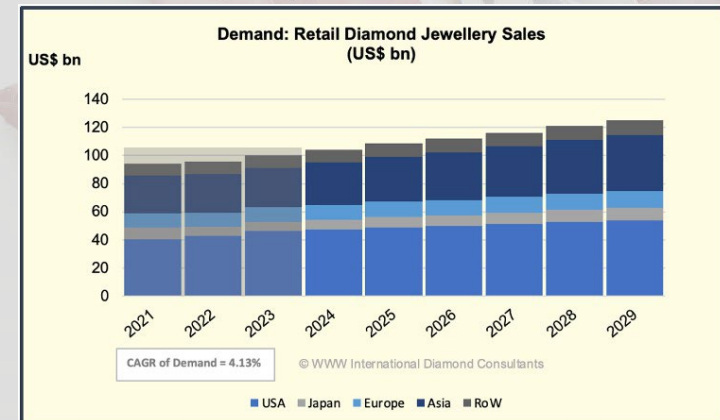 Demand: Retail Diamond Jewellery Sales
(US$ bn)
US$ bn
140
120
100
80
60
40
20
0
2021 2022 2023 2024 2025 2026 2027 2028 2029
CAGR of Demand = 4.13%
© WWW International Diamond Consultants
USA Japan Europe Asia RoW